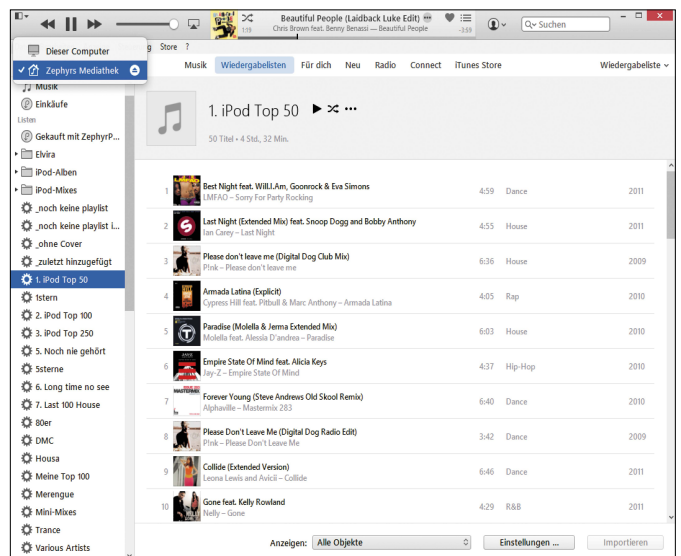 Beautiful People (Laidback Luke Edit)
1:19 Chris Brown feat. Benny Benassi — Beautiful People -3:59
Suchen
Dieser Computer
Zephyrs Mediathek
g Store ?
Musik Wiedergabelisten Für dich Neu Radio Connect iTunes Store Wiedergabeliste
Musik
Einkäufe
Listen
Gekauft mit ZephyrP...
Elvira
iPod-Alben
iPod-Mixes
_noch keine playlist
_noch keine playlist i...
_ohne Cover
_zuletzt hinzugefügt
1. iPod Top 50
1stern
2. iPod Top 100
3. iPod Top 250
5. Noch nie gehört
5sterne
6. Long time no see
7. Last 100 House
80er
DMC
Housa
Meine Top 100
Merengue
Mini-Mixes
Trance
Various Artists
1. iPod Top 50
50 Titel • 4 Std., 32 Min.
1 Best Night feat. Will.I.Am, Goonrock & Eva Simons 4:59 Dance 2011
LMFAO – Sorry For Party Rocking
2 Last Night (Extended Mix) feat. Snoop Dogg and Bobby Anthony 4:55 House 2011
Ian Carey – Last Night
3 Please don't leave me (Digital Dog Club Mix) 6:36 House 2009
P!nk – Please don't leave me
4 Armada Latina (Explicit) 4:05 Rap 2010
Cypress Hill feat. Pitbull & Marc Anthony – Armada Latina
5 Paradise (Molella & Jerma Extended Mix) 6:03 House 2010
Molella feat. Alessia D'andrea – Paradise
6 Empire State Of Mind feat. Alicia Keys 4:37 Hip-Hop 2010
Jay-Z – Empire State Of Mind
7 Forever Young (Steve Andrews Old Skool Remix) 6:40 Dance 2010
Alphaville – Mastermix 283
8 Please Don't Leave Me (Digital Dog Radio Edit) 3:42 Dance 2009
P!nk – Please Don't Leave Me
9 Collide (Extended Version) 6:46 Dance 2011
Leona Lewis and Avicii – Collide
10 Gone feat. Kelly Rowland 4:29 R&B 2011
Nelly – Gone
Anzeigen: Alle Objekte Einstellungen ... Importieren